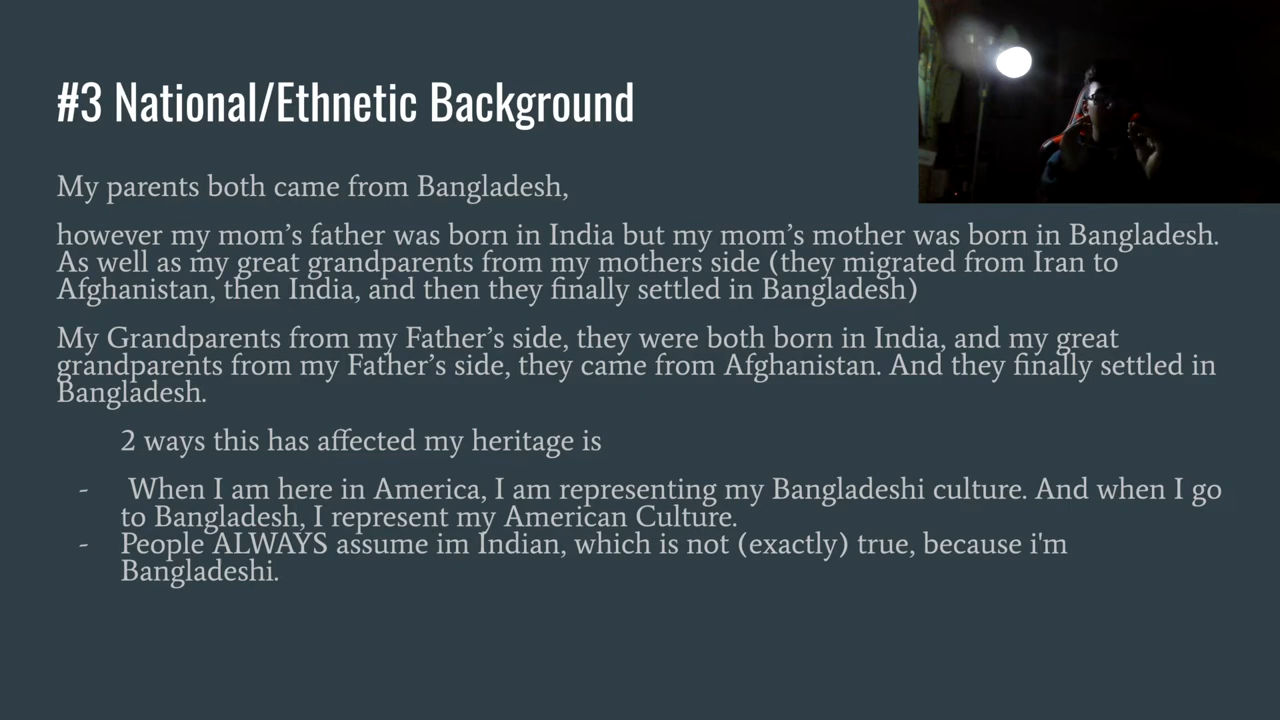 #3 National/Ethnetic Background
My parents both came from Bangladesh,
however my mom’s father was born in India but my mom’s mother was born in Bangladesh.
As well as my great grandparents from my mothers side (they migrated from Iran to
Afghanistan, then India, and then they finally settled in Bangladesh)
My Grandparents from my Father’s side, they were both born in India, and my great
grandparents from my Father’s side, they came from Afghanistan. And they finally settled in
Bangladesh.
2 ways this has affected my heritage is
- When I am here in America, I am representing my Bangladeshi culture. And when I go
to Bangladesh, I represent my American Culture.
- People ALWAYS assume im Indian, which is not (exactly) true, because i'm
Bangladeshi.